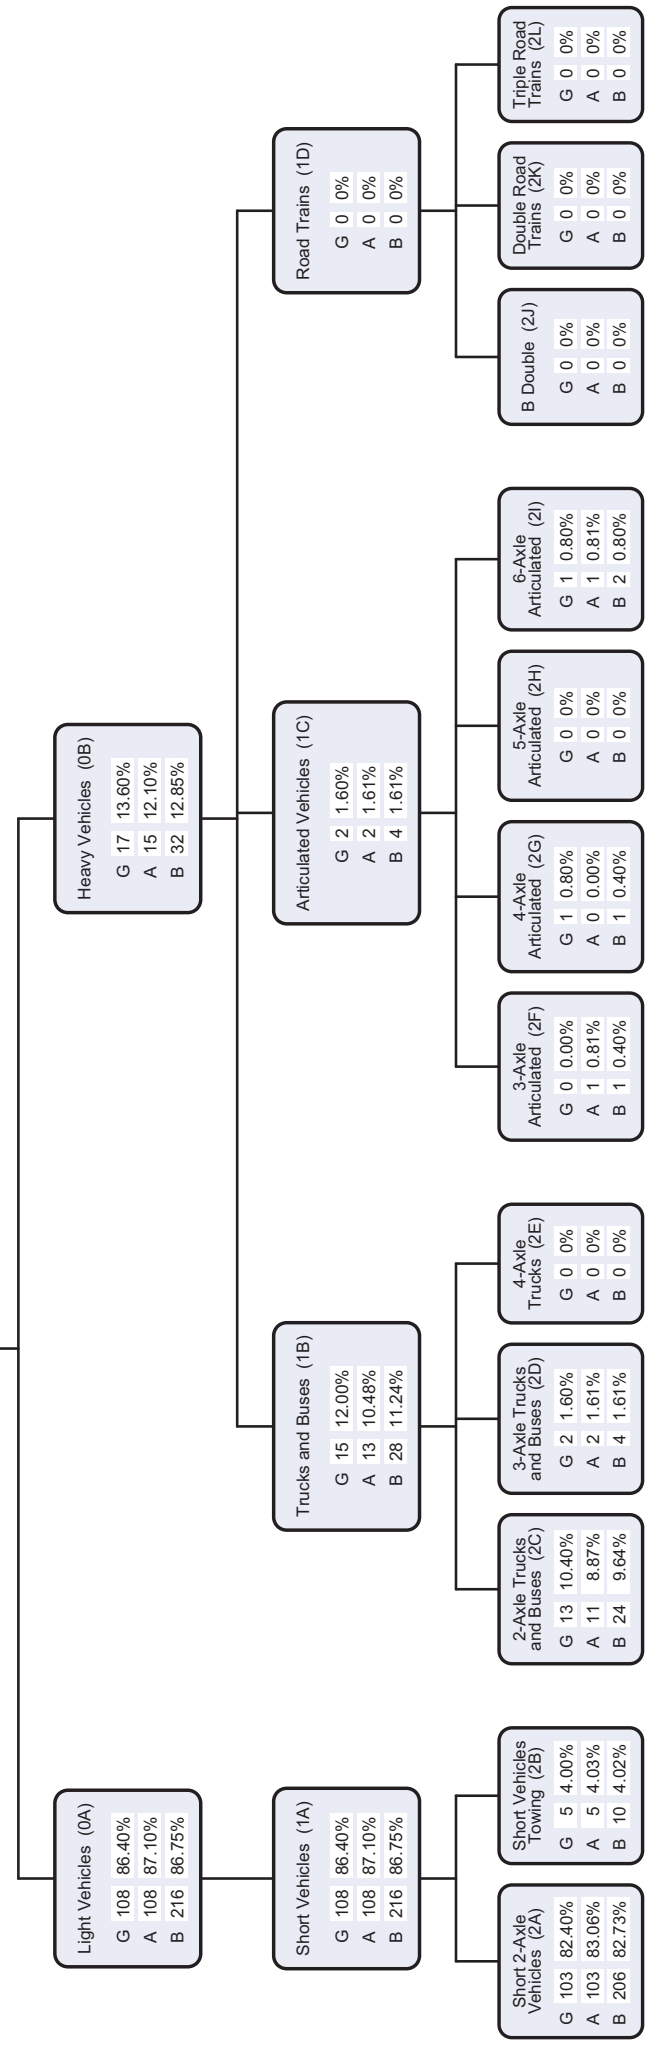 Light Vehicles (0A)
G 108 86.40%
A 108 87.10%
B 216 86.75%
Heavy Vehicles (0B)
G 17 13.60%
A 15 12.10%
B 32 12.85%
Short Vehicles (1A)
G 108 86.40%
A 108 87.10%
B 216 86.75%
Trucks and Buses (1B)
G 15 12.00%
A 13 10.48%
B 28 11.24%
Articulated Vehicles (1C)
G 2 1.60%
A 2 1.61%
B 4 1.61%
Road Trains (1D)
G 0 0%
A 0 0%
B 0 0%
Short 2-Axle
Vehicles (2A)
G 103 82.40%
A 103 83.06%
B 206 82.73%
Short Vehicles
Towing (2B)
G 5 4.00%
A 5 4.03%
B 10 4.02%
2-Axle Trucks
and Buses (2C)
G 13 10.40%
A 11 8.87%
B 24 9.64%
3-Axle Trucks
and Buses (2D)
G 2 1.60%
A 2 1.61%
B 4 1.61%
4-Axle
Trucks (2E)
G 0 0%
A 0 0%
B 0 0%
3-Axle
Articulated (2F)
G 0 0.00%
A 1 0.81%
B 1 0.40%
4-Axle
Articulated (2G)
G 1 0.80%
A 0 0.00%
B 1 0.40%
5-Axle
Articulated (2H)
G 0 0%
A 0 0%
B 0 0%
6-Axle
Articulated (2I)
G 1 0.80%
A 1 0.81%
B 2 0.80%
B Double (2J)
G 0 0%
A 0 0%
B 0 0%
Double Road
Trains (2K)
G 0 0%
A 0 0%
B 0 0%
Triple Road
Trains (2L)
G 0 0%
A 0 0%
B 0 0%